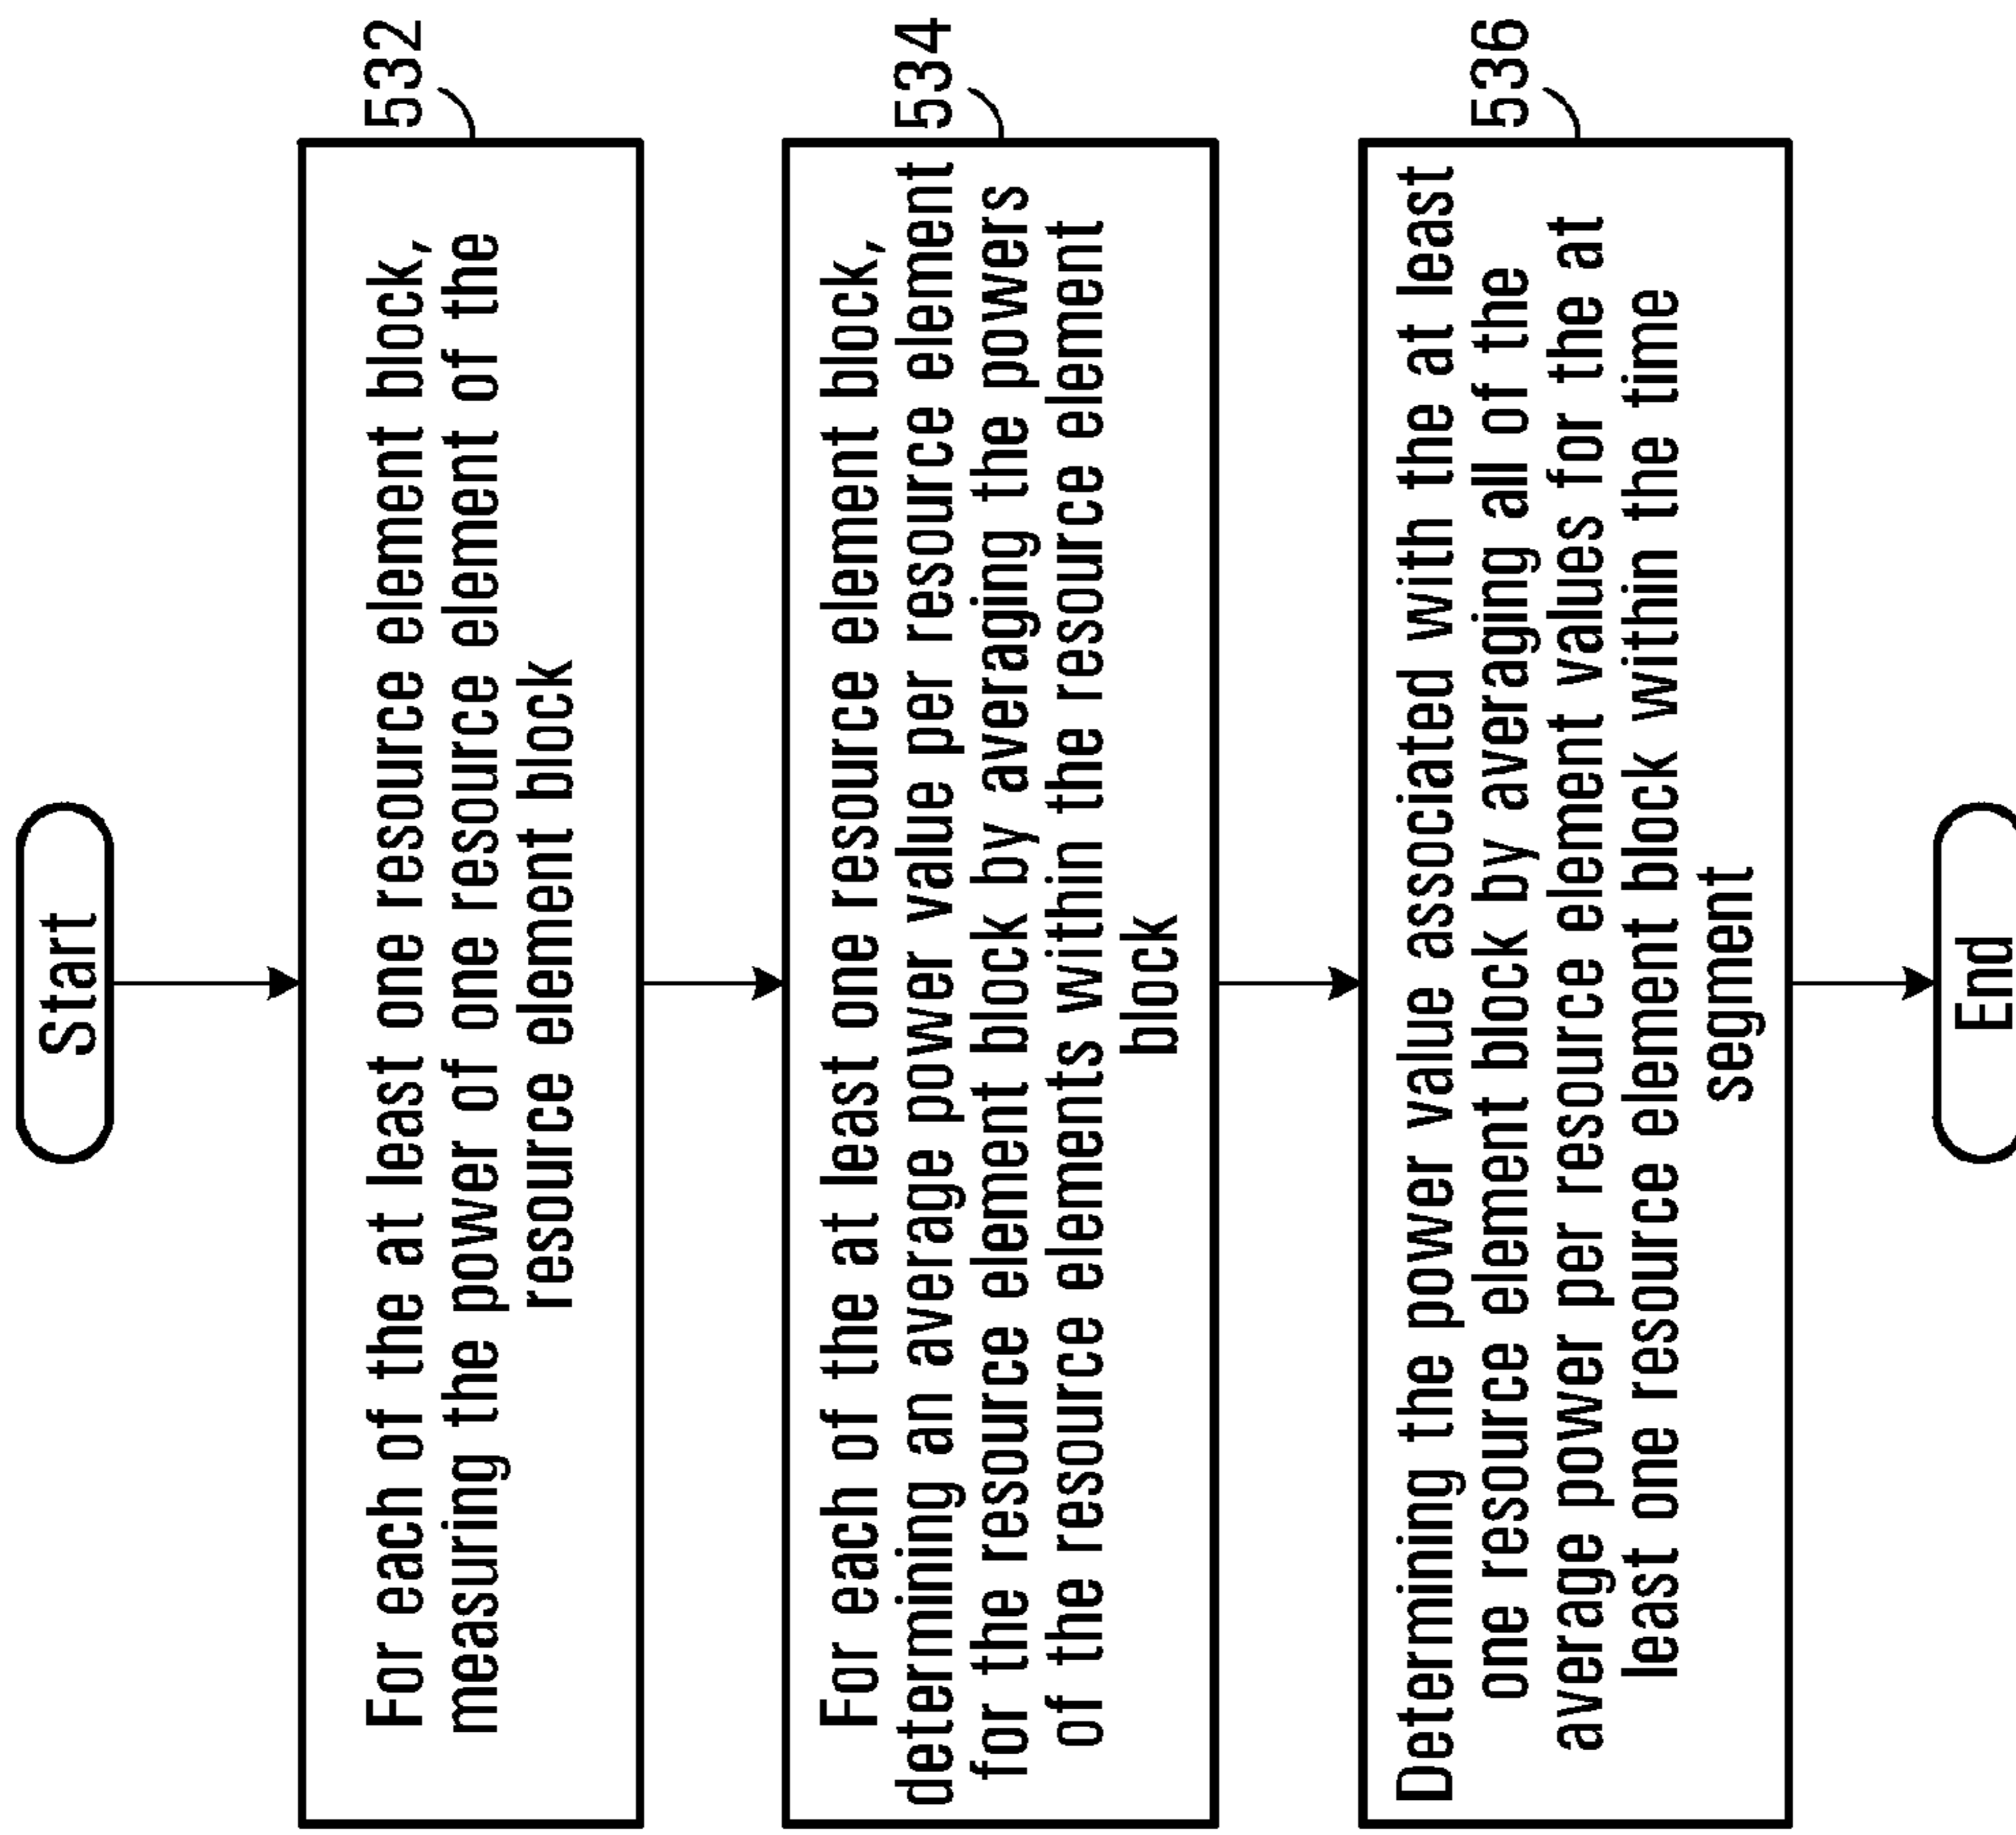 Start
532
For each of the at least one resource element block,
measuring the power of one resource element of the
resource element block
534
For each of the at least one resource element block,
determining an average power value per resource element
for the resource element block by averaging the powers
of the resource elements within the resource element
block
536
Determining the power value associated with the at least
one resource element block by averaging all of the
average power per resource element values for the at
least one resource element block within the time
segment
End